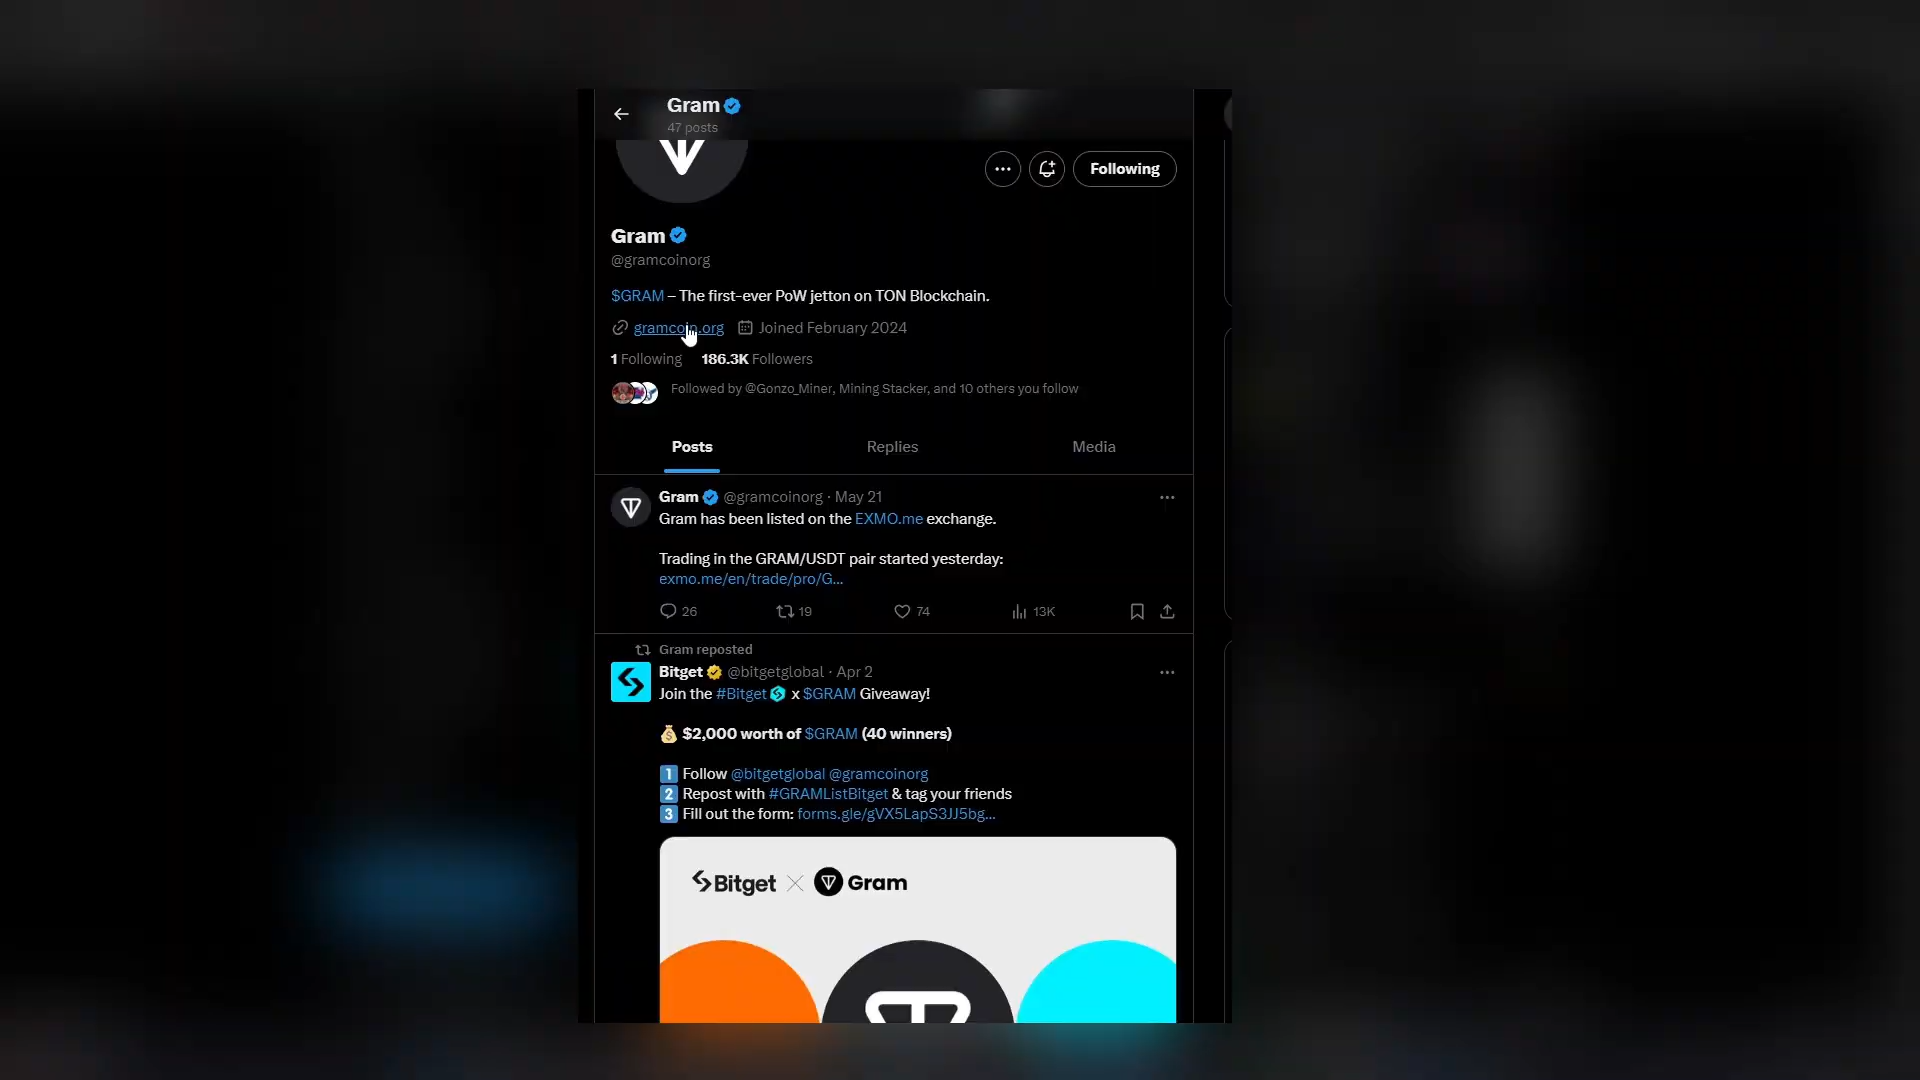 Gram
47 posts
Following
Gram
@gramcoinorg
$GRAM – The first-ever PoW jetton on TON Blockchain.
gramcoin.org Joined February 2024
1 Following 186.3K Followers
Followed by @Gonzo_Miner, Mining Stacker, and 10 others you follow
Posts Replies Media
Gram @gramcoinorg · May 21
Gram has been listed on the EXMO.me exchange.
Trading in the GRAM/USDT pair started yesterday:
exmo.me/en/trade/pro/G...
26 19 74 13K
Gram reposted
Bitget @bitgetglobal · Apr 2
Join the #Bitget x $GRAM Giveaway!
$2,000 worth of $GRAM (40 winners)
1 Follow @bitgetglobal @gramcoinorg
2 Repost with #GRAMListBitget & tag your friends
3 Fill out the form: forms.gle/gVX5LapS3JJ5bg...
Bitget Gram